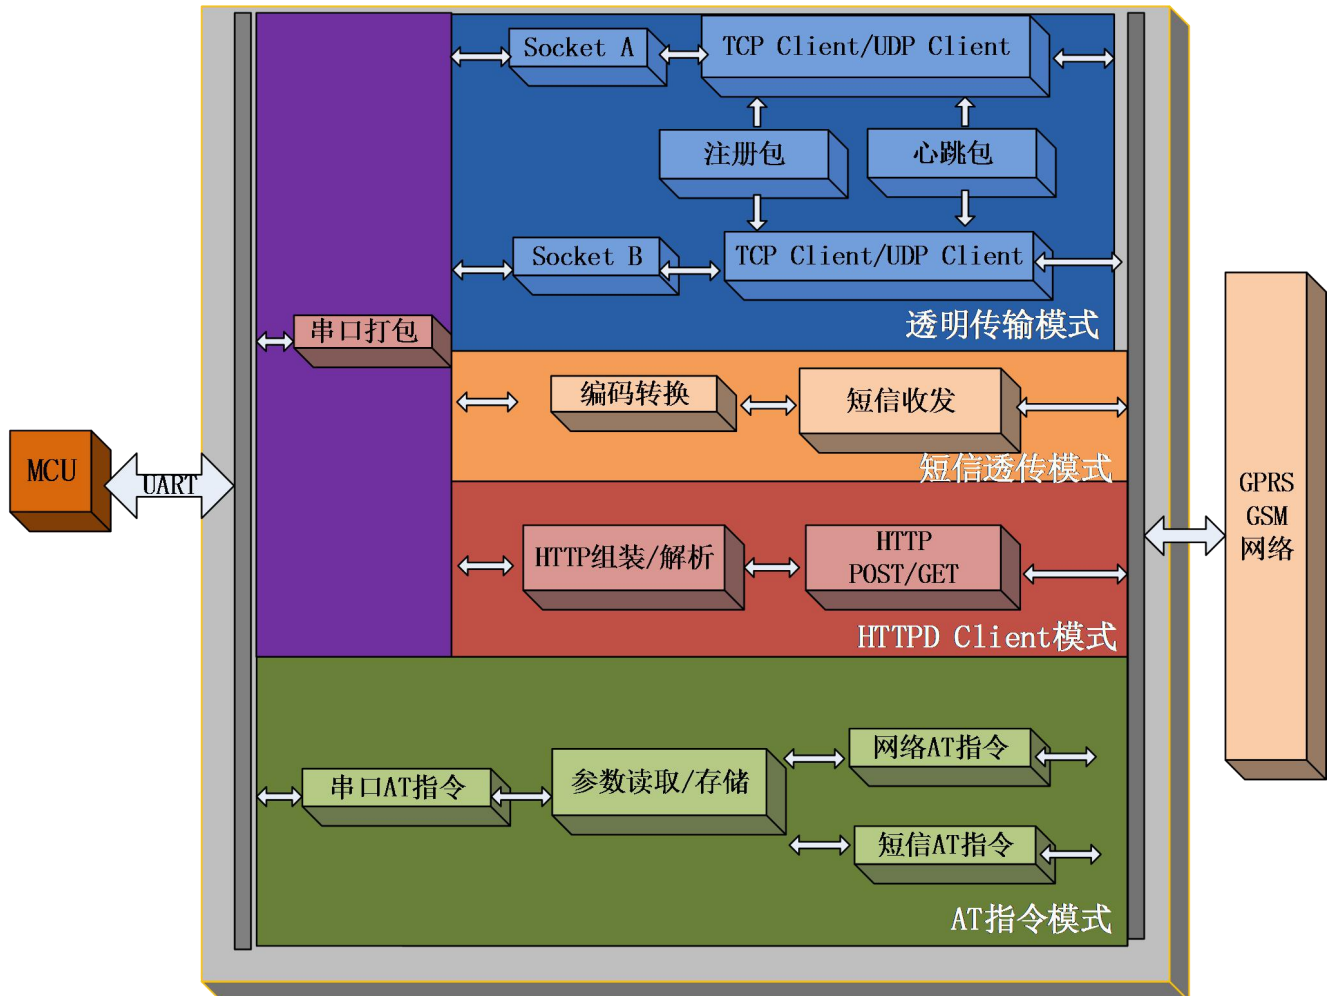 Socket A
TCP Client/UDP Client
注册包
心跳包
Socket B
TCP Client/UDP Client
透明传输模式
串口打包
编码转换
短信收发
短信透传模式
MCU
UART
HTTP组装/解析
HTTP
POST/GET
HTTPD Client模式
GPRS
GSM
网络
串口AT指令
参数读取/存储
网络AT指令
短信AT指令
AT指令模式